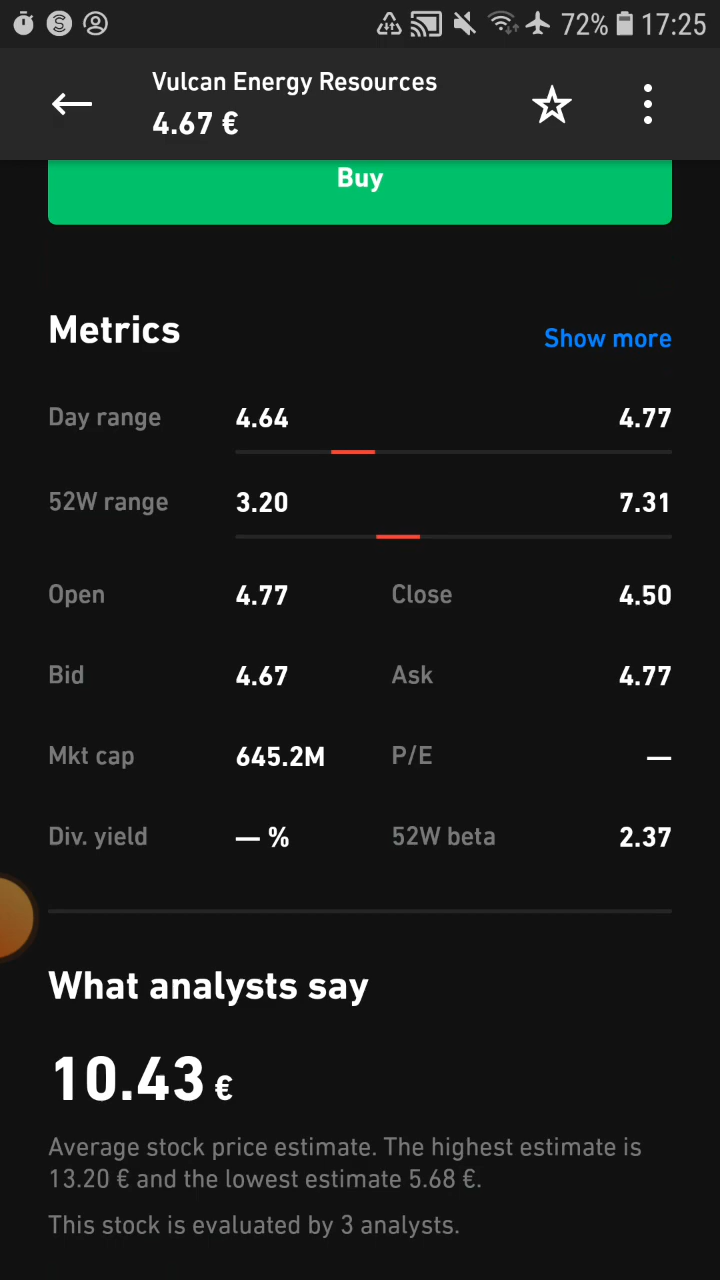 72% 17:25
Vulcan Energy Resources
4.67 €
Buy
Metrics
Show more
Day range 4.64 4.77
52W range 3.20 7.31
Open 4.77 Close 4.50
Bid 4.67 Ask 4.77
Mkt cap 645.2M P/E —
Div. yield — % 52W beta 2.37
What analysts say
10.43 €
Average stock price estimate. The highest estimate is
13.20 € and the lowest estimate 5.68 €.
This stock is evaluated by 3 analysts.